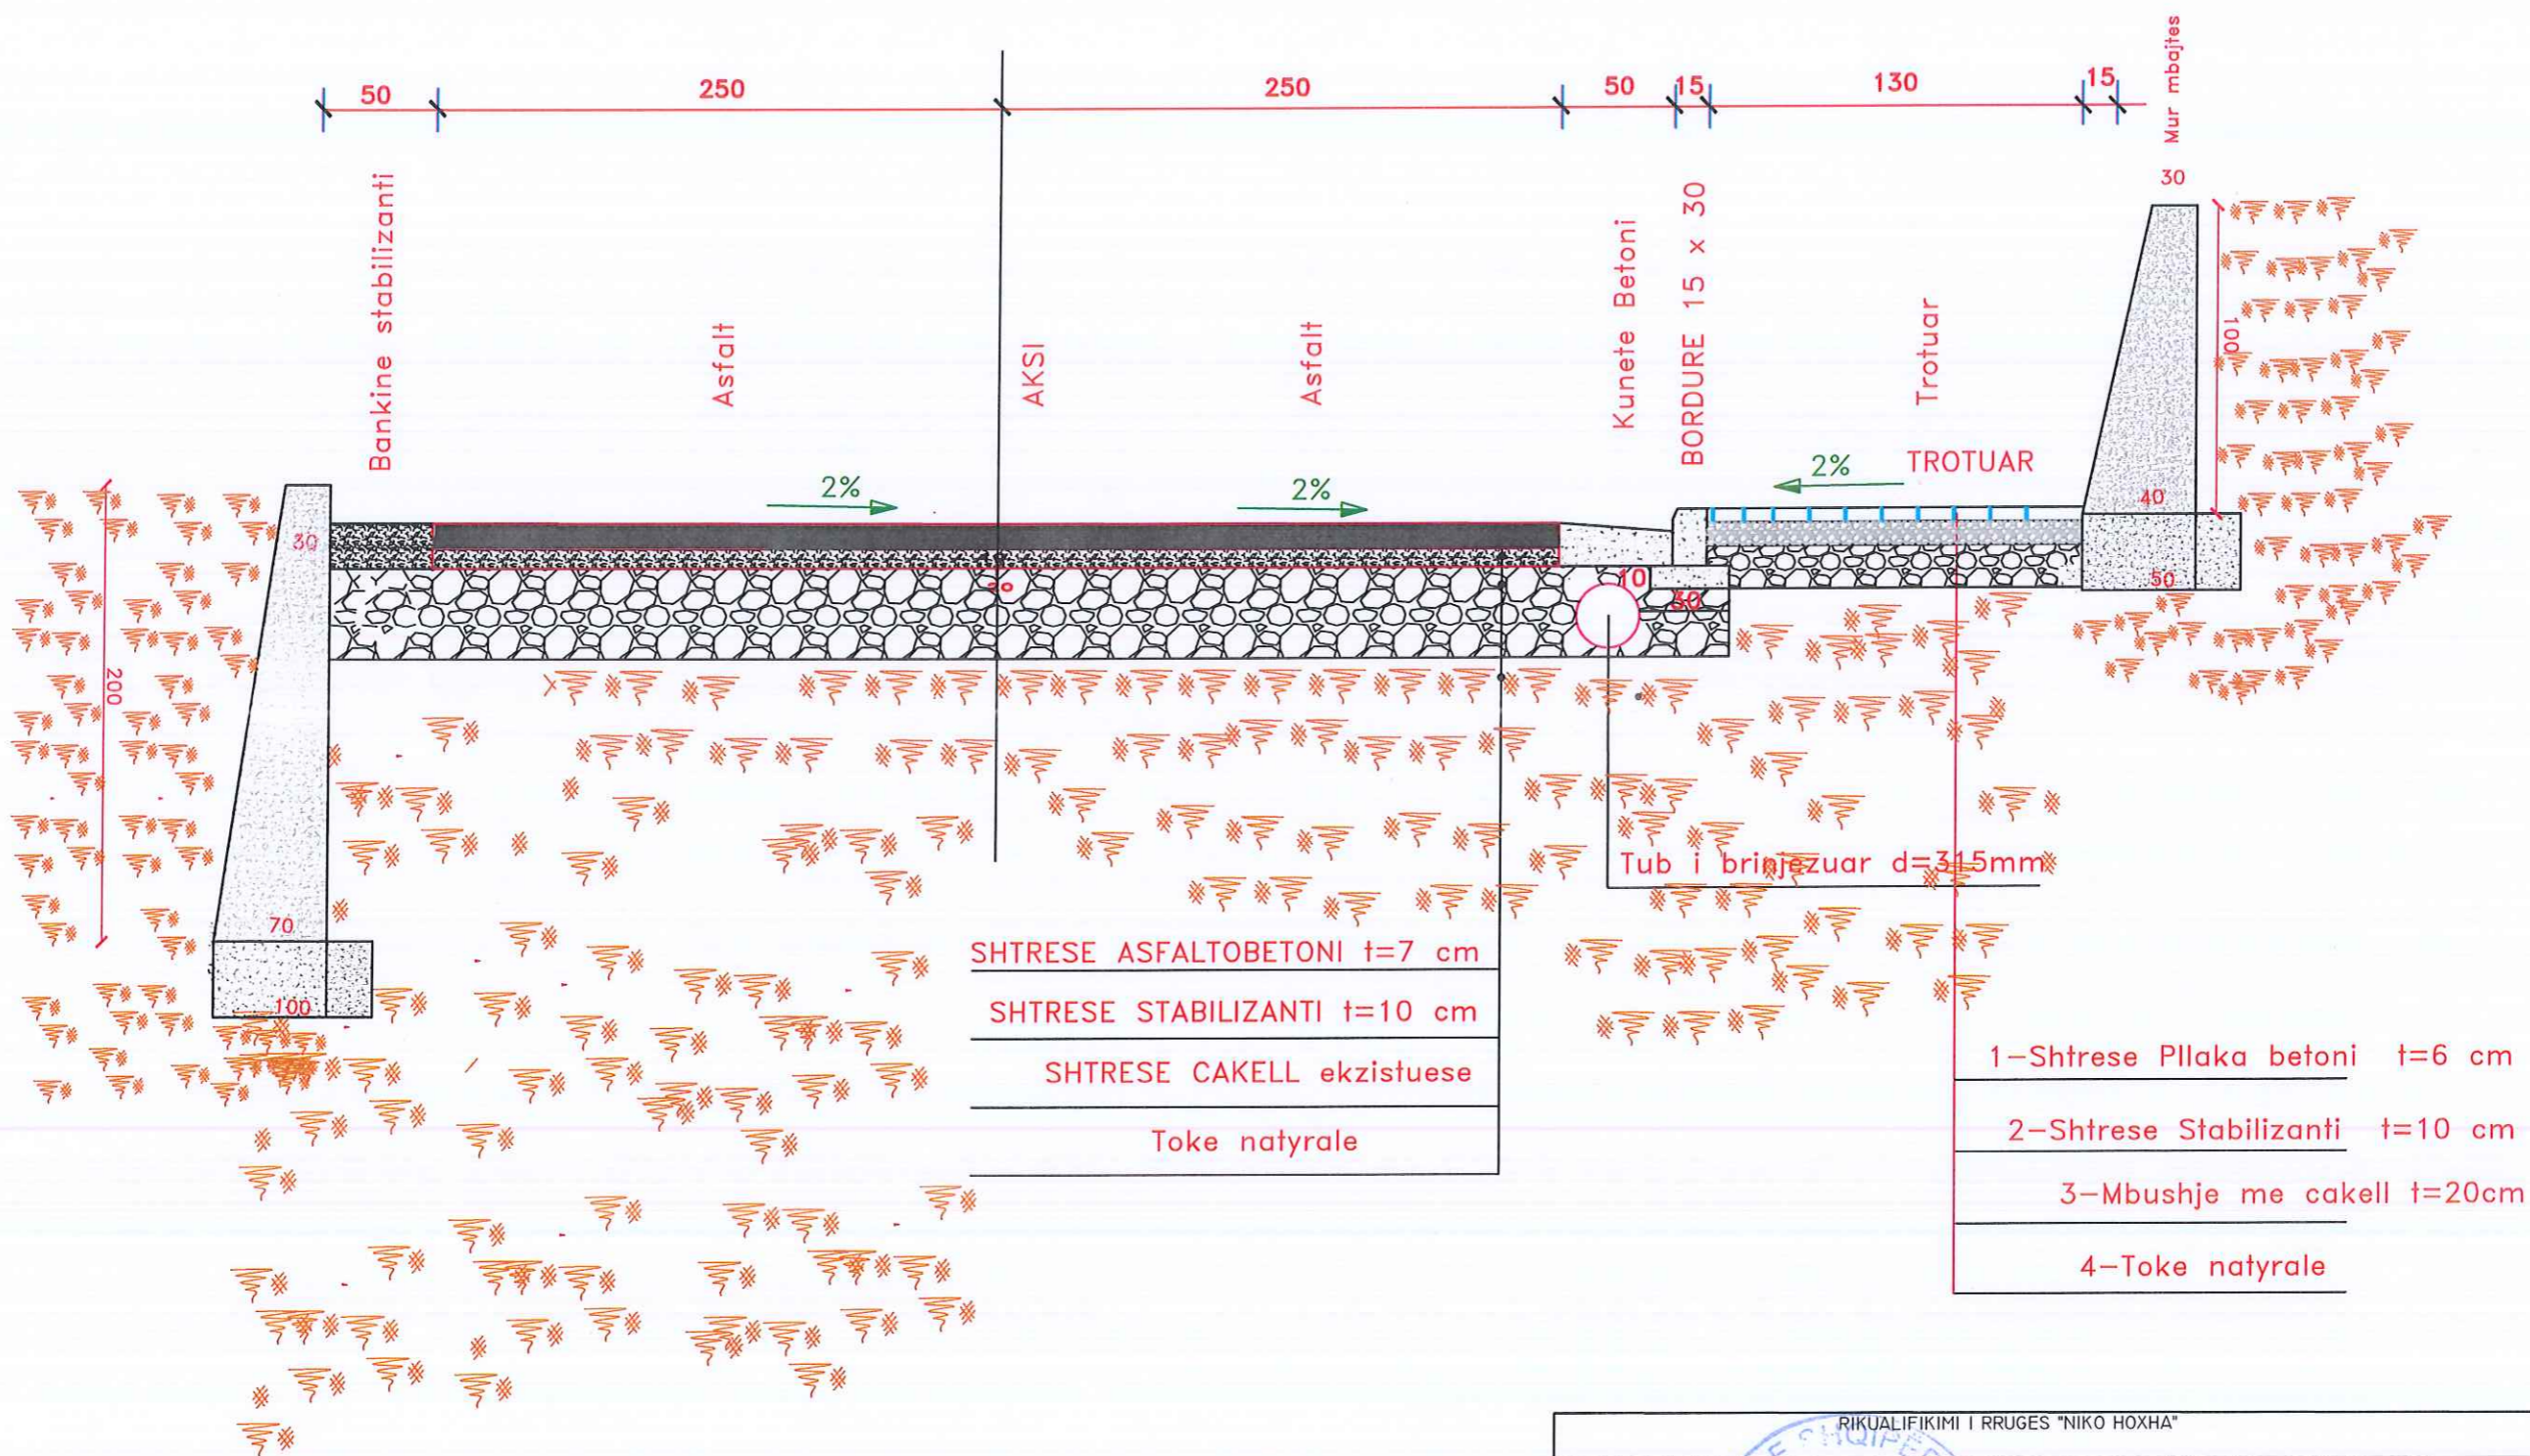 50 250 250 50 15 130 15
Mur mbajtes
30
Bankine stabilizanti
Asfalt
AKSI
Asfalt
Kunete Betoni
BORDURE 15 x 30
Trotuar
100
2%
2%
2%
TROTUAR
40
50
30
200
70
100
10
30
Tub i brinjezuar d=315mm
SHTRESE ASFALTOBETONI t=7 cm
SHTRESE STABILIZANTI t=10 cm
SHTRESE CAKELL ekzistuese
Toke natyrale
1-Shtrese Pllaka betoni t=6 cm
2-Shtrese Stabilizanti t=10 cm
3-Mbushje me cakell t=20cm
4-Toke natyrale
RIKUALIFIKIMI I RRUGES "NIKO HOXHA"